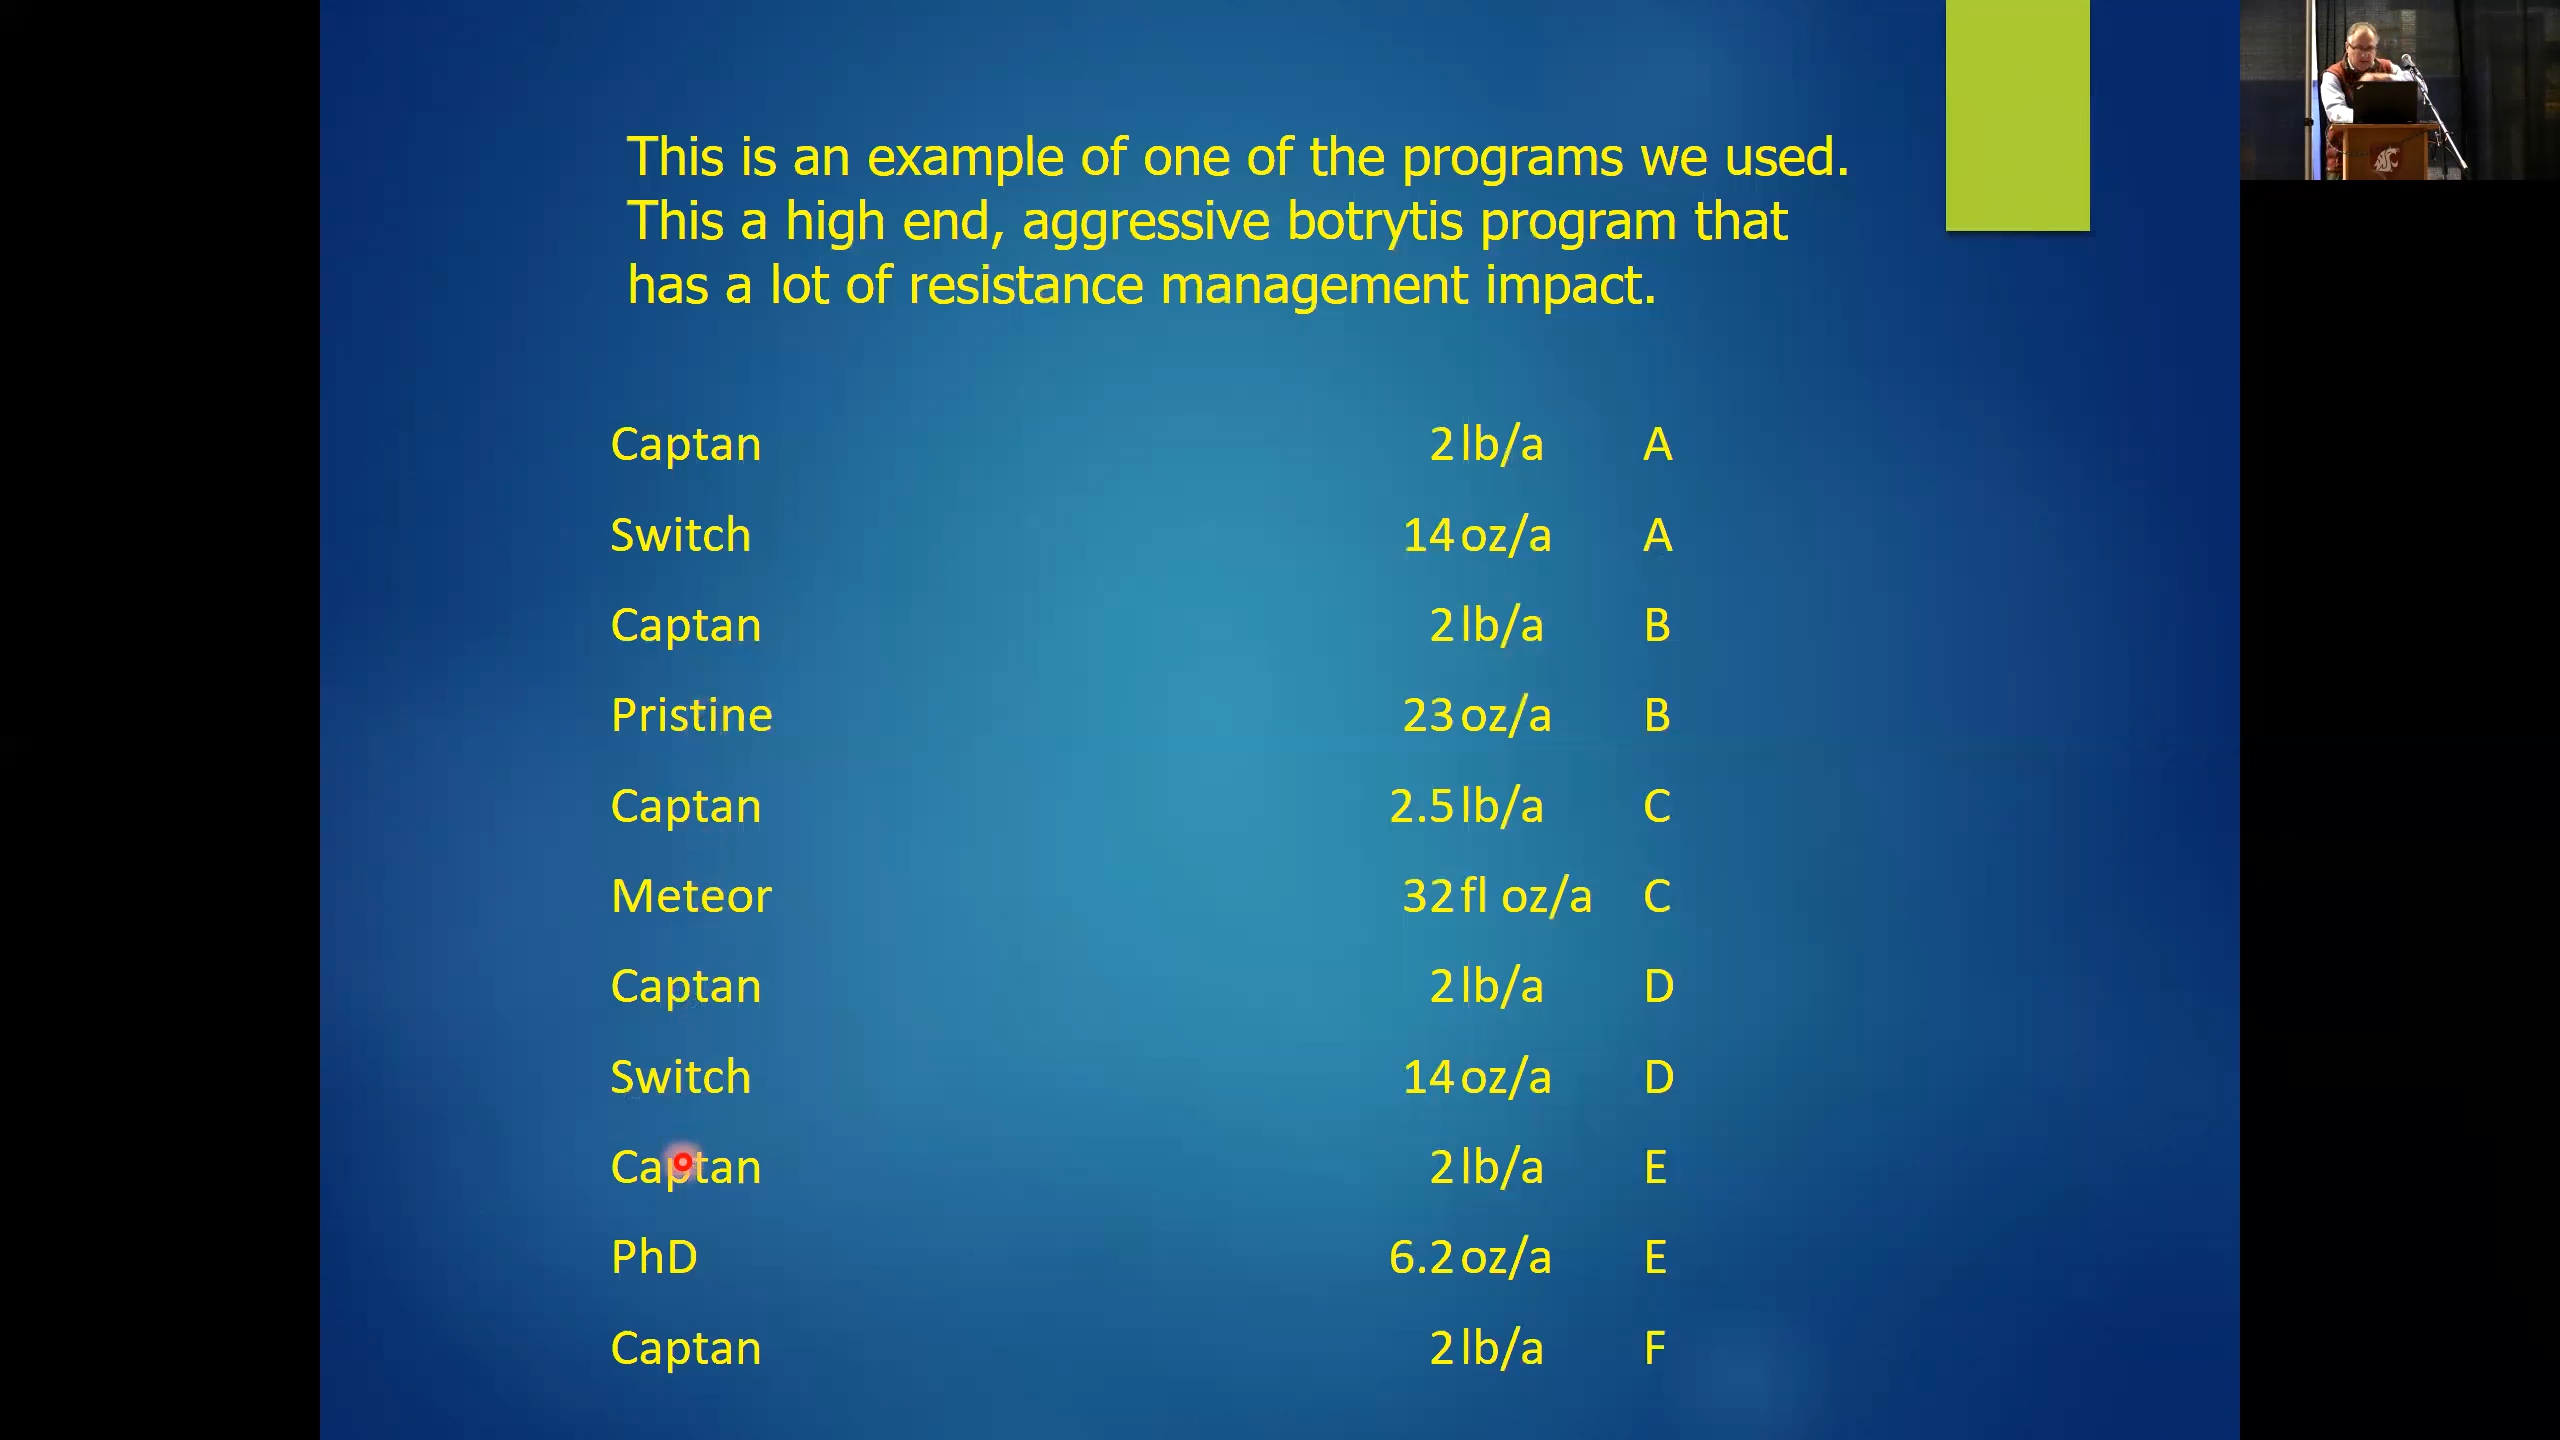 This is an example of one of the programs we used.
This a high end, aggressive botrytis program that
has a lot of resistance management impact.
Captan 2 lb/a A
Switch 14 oz/a A
Captan 2 lb/a B
Pristine 23 oz/a B
Captan 2.5 lb/a C
Meteor 32 fl oz/a C
Captan 2 lb/a D
Switch 14 oz/a D
Captan 2 lb/a E
PhD 6.2 oz/a E
Captan 2 lb/a F